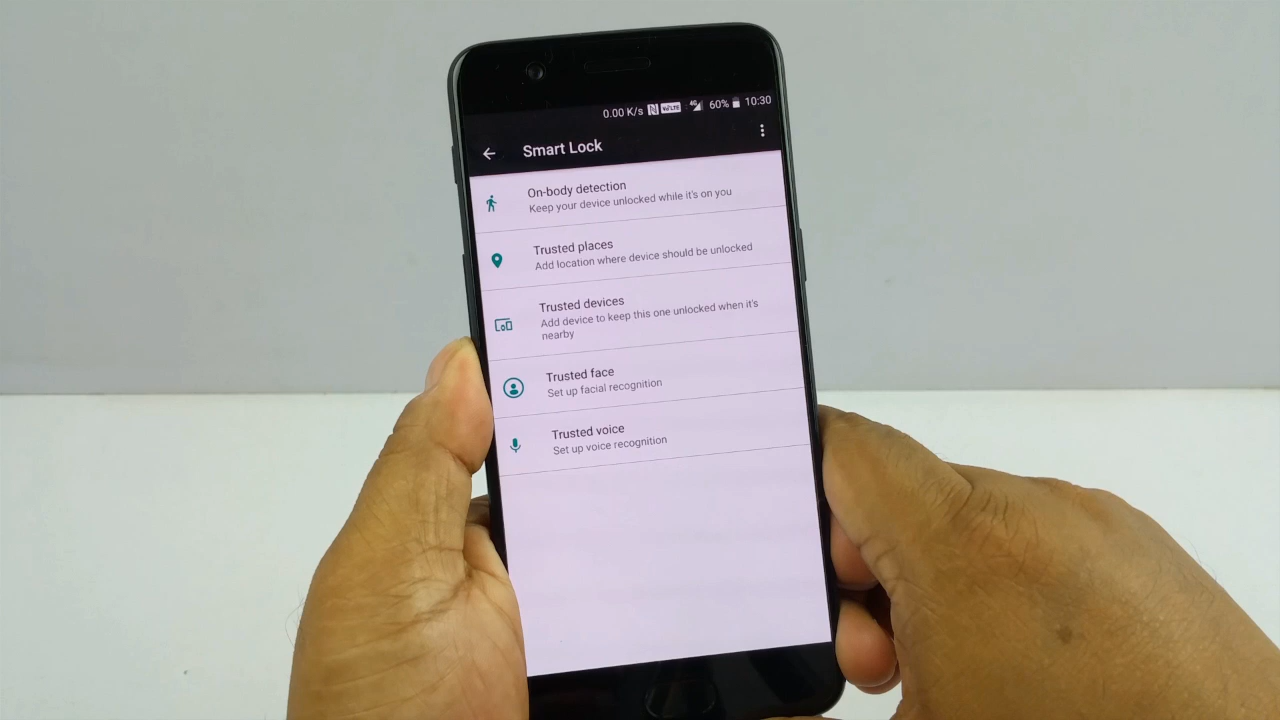 0.00 K/s N VoLTE 4G 60% 10:30
Smart Lock
On-body detection
Keep your device unlocked while it's on you
Trusted places
Add location where device should be unlocked
Trusted devices
Add device to keep this one unlocked when it's
nearby
Trusted face
Set up facial recognition
Trusted voice
Set up voice recognition